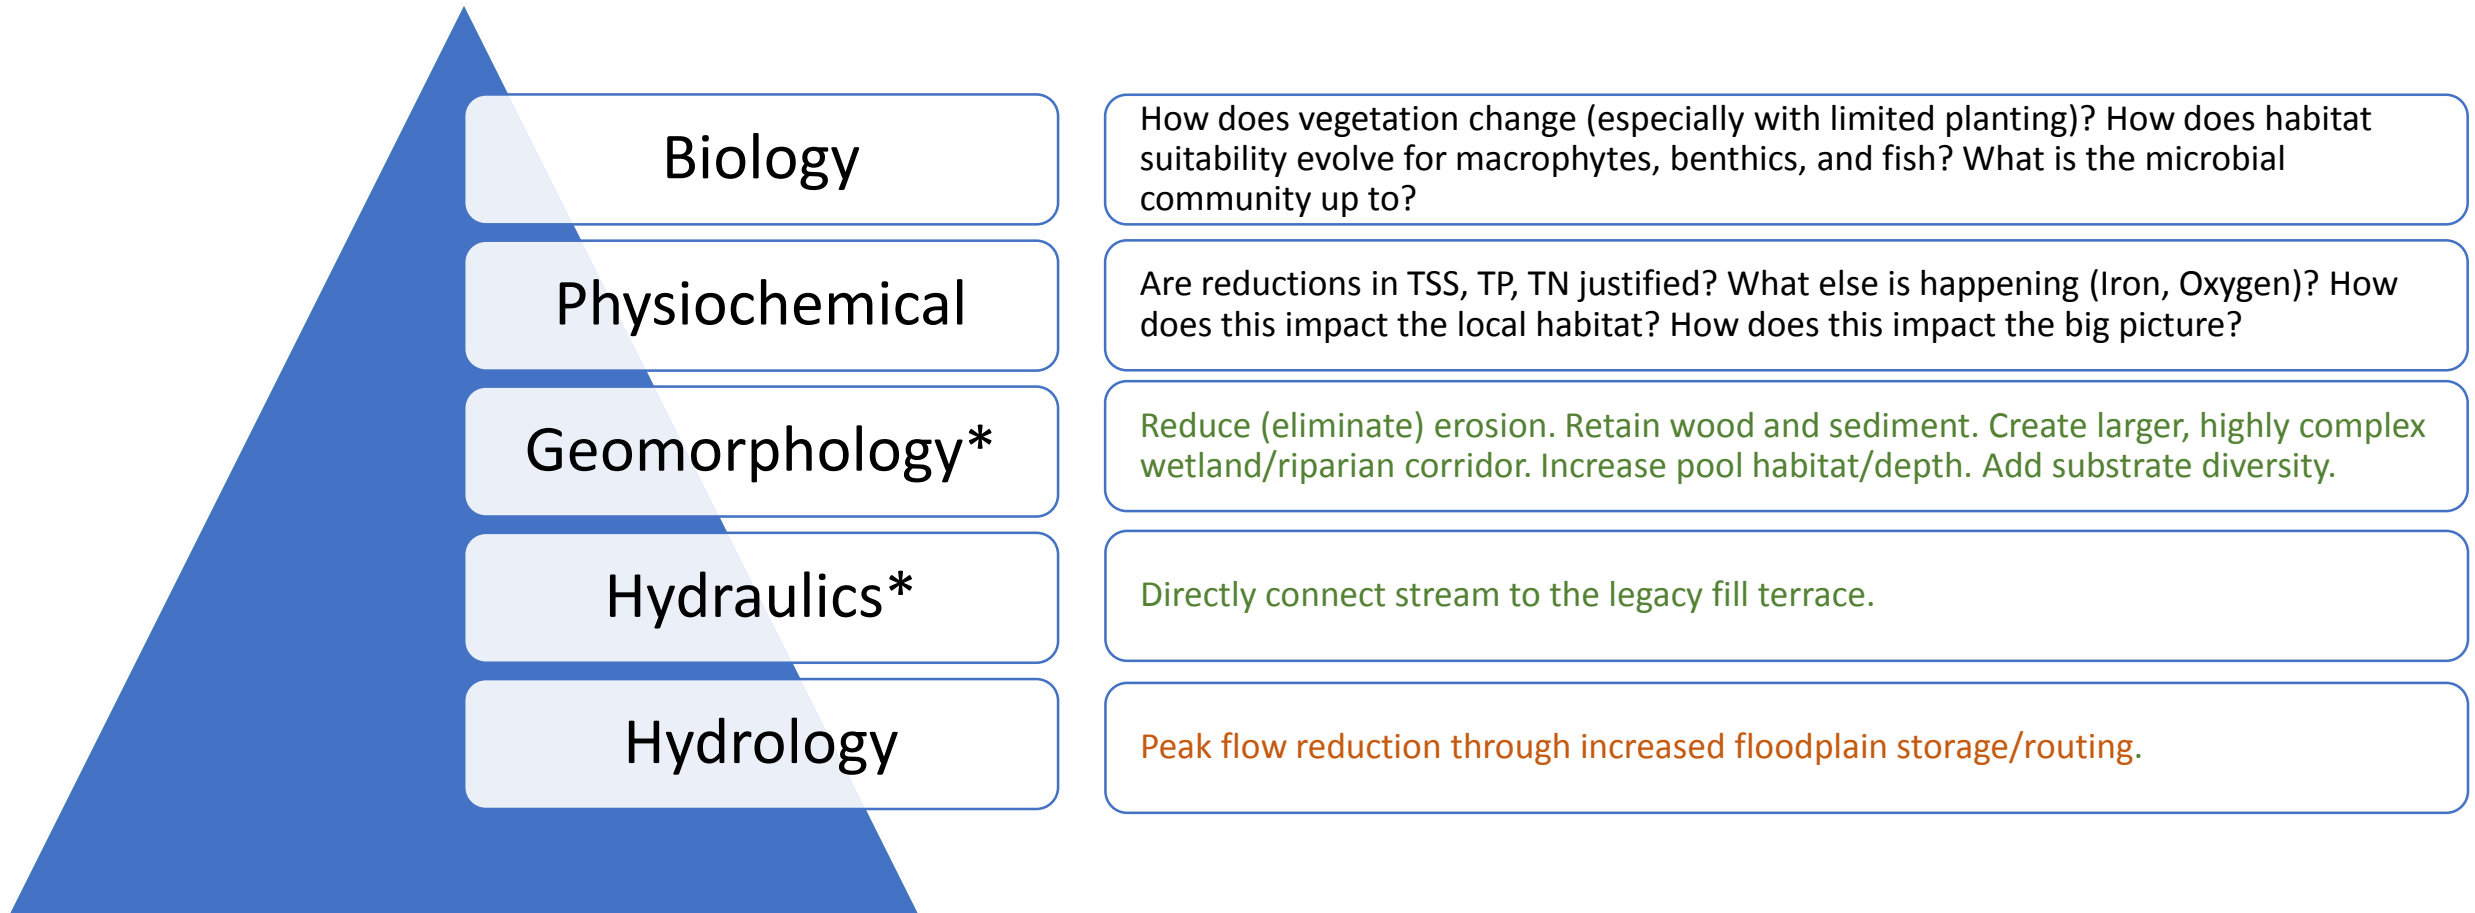 Biology
How does vegetation change (especially with limited planting)? How does habitat
suitability evolve for macrophytes, benthics, and fish? What is the microbial
community up to?
Physiochemical
Are reductions in TSS, TP, TN justified? What else is happening (Iron, Oxygen)? How
does this impact the local habitat? How does this impact the big picture?
Geomorphology*
Reduce (eliminate) erosion. Retain wood and sediment. Create larger, highly complex
wetland/riparian corridor. Increase pool habitat/depth. Add substrate diversity.
Hydraulics*
Directly connect stream to the legacy fill terrace.
Hydrology
Peak flow reduction through increased floodplain storage/routing.